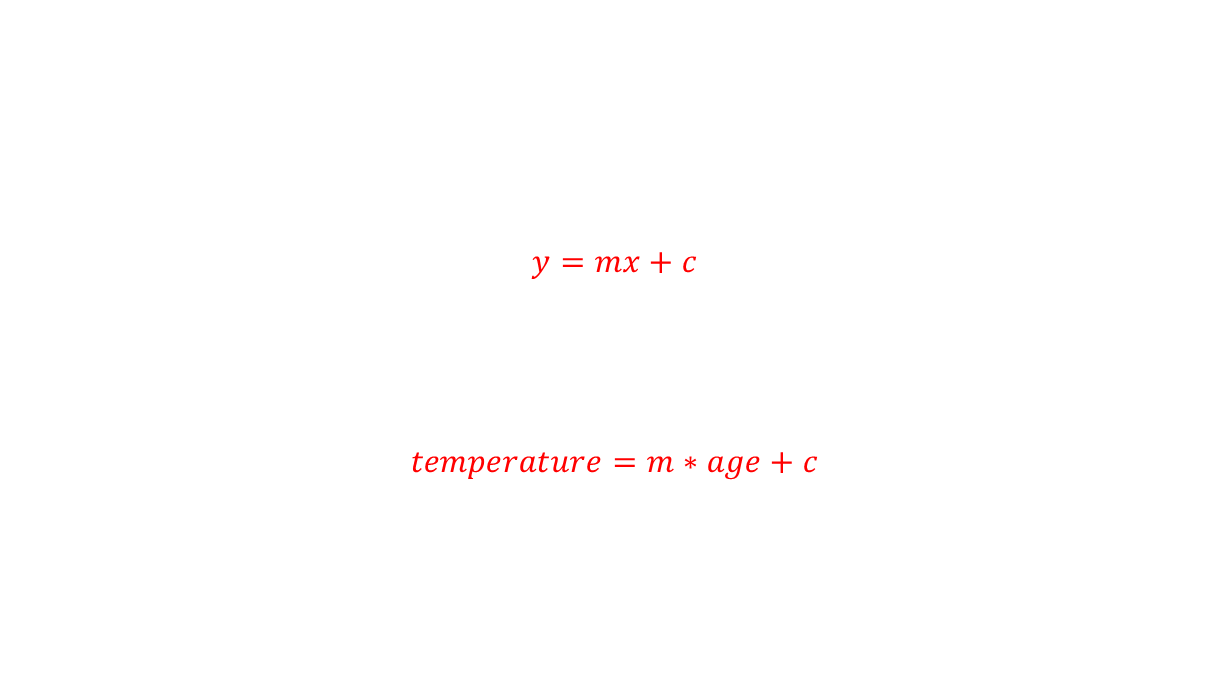 y = mx + c
temperature = m ∗ age + c